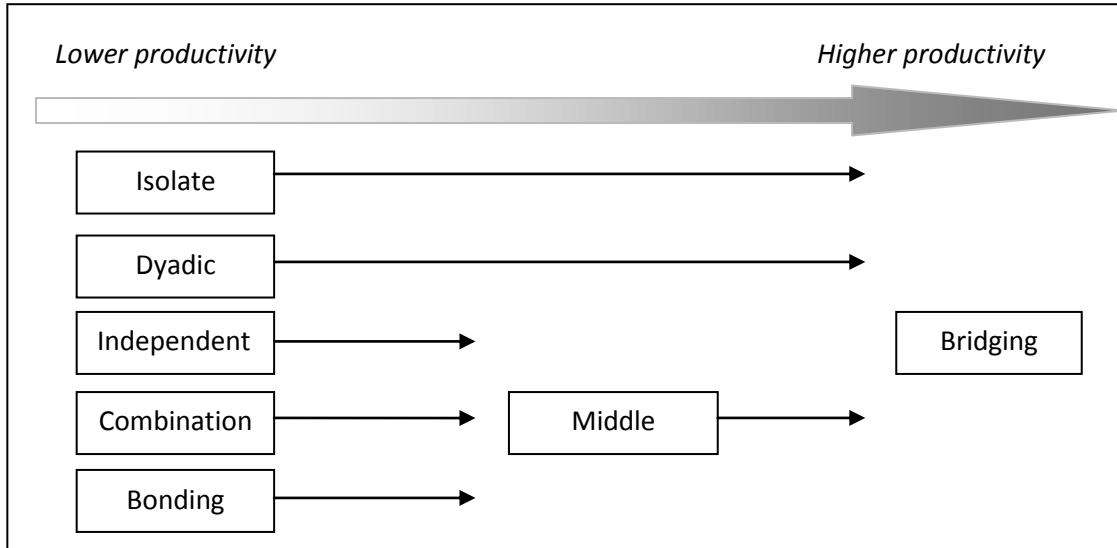 Lower productivity
Higher productivity
Isolate
Dyadic
Independent
Bridging
Combination
Middle
Bonding